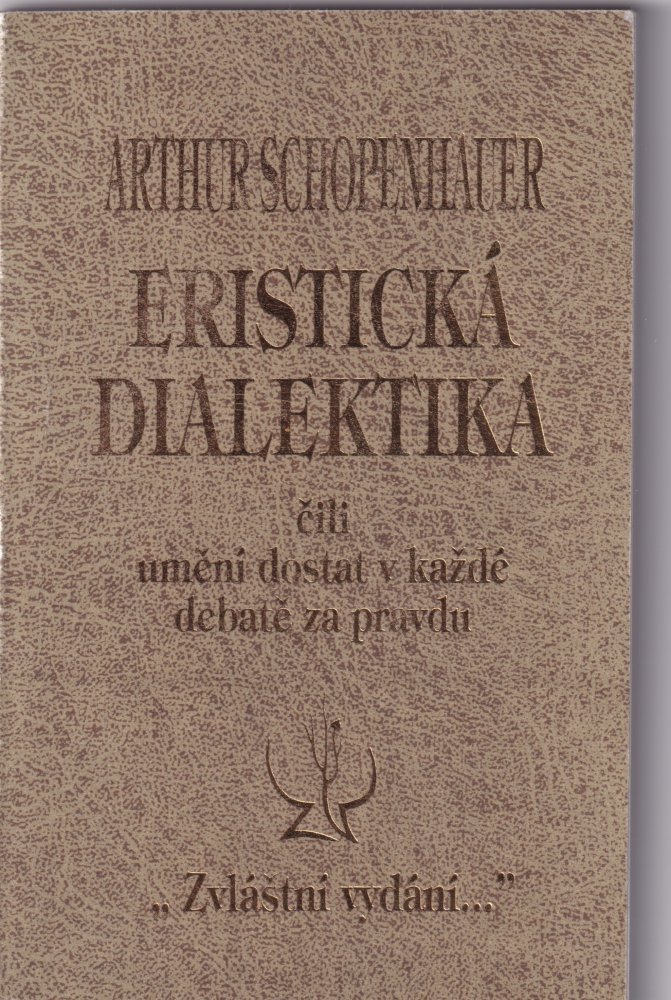 ARTHUR SCHOPENHAUER
ERISTICKÁ
DIALEKTIKA
čili
umění dostat v každé
debatě za pravdu
„ Zvláštní vydání..."